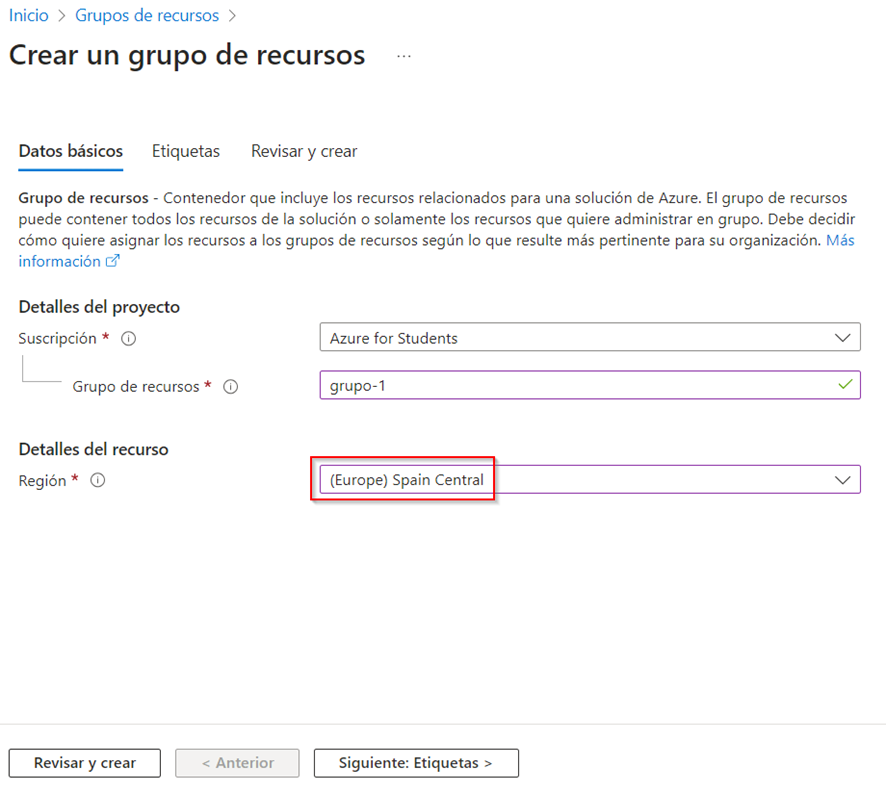 Inicio > Grupos de recursos >
Crear un grupo de recursos ...
Datos básicos Etiquetas Revisar y crear
Grupo de recursos - Contenedor que incluye los recursos relacionados para una solución de Azure. El grupo de recursos
puede contener todos los recursos de la solución o solamente los recursos que quiere administrar en grupo. Debe decidir
cómo quiere asignar los recursos a los grupos de recursos según lo que resulte más pertinente para su organización. Más
información
Detalles del proyecto
Suscripción * Azure for Students
Grupo de recursos * grupo-1
Detalles del recurso
Región * (Europe) Spain Central
Revisar y crear < Anterior Siguiente: Etiquetas >